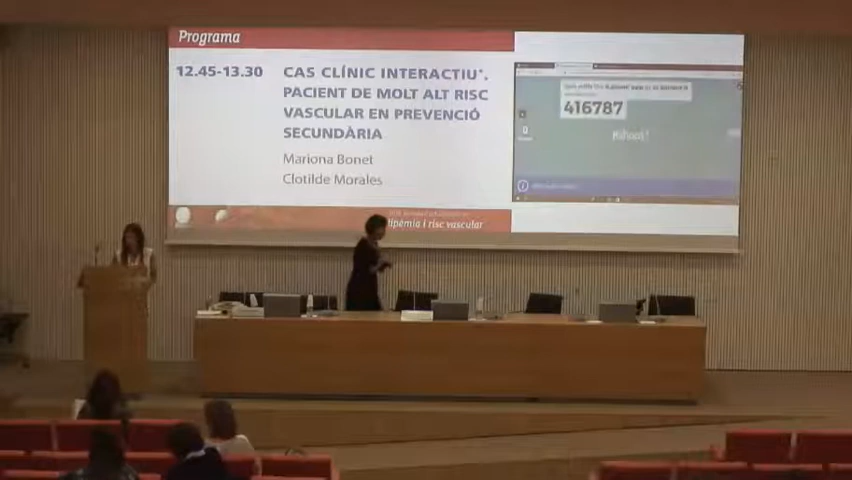 Programa
12.45-13.30
CAS CLÍNIC INTERACTIU*.
PACIENT DE MOLT ALT RISC
VASCULAR EN PREVENCIÓ
SECUNDÀRIA
Mariona Bonet
Clotilde Morales
416787
Kahoot!
lipèmia i risc vascular